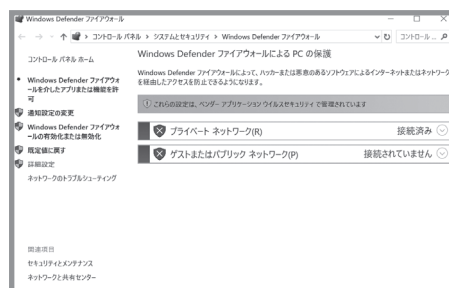 Windows Defender ファイアウォール
コントロール パネル > システムとセキュリティ > Windows Defender ファイアウォール
コントロール ...
コントロール パネル ホーム
Windows Defender ファイアウォールを介したアプリまたは機能を許可
通知設定の変更
Windows Defender ファイアウォールの有効化または無効化
既定値に戻す
詳細設定
ネットワークのトラブルシューティング
Windows Defender ファイアウォールによる PC の保護
Windows Defender ファイアウォールによって、ハッカーまたは悪意のあるソフトウェアによるインターネットまたはネットワーク
を経由したアクセスを防止できるようになります。
これらの設定は、ベンダー アプリケーション ウイルスセキュリティ で管理されています
プライベート ネットワーク(R) 接続済み
ゲストまたはパブリック ネットワーク(P) 接続されていません
関連項目
セキュリティとメンテナンス
ネットワークと共有センター